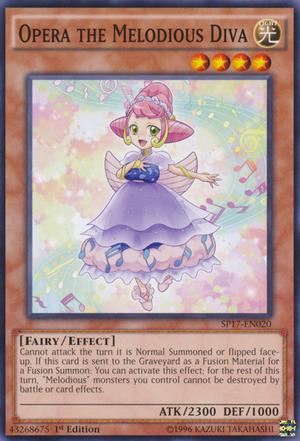 OPERA THE MELODIOUS DIVA
LIGHT
光
SP17-EN020
[Fairy/Effect]
Cannot attack the turn it is Normal Summoned or flipped face-
up. If this card is sent to the Graveyard as a Fusion Material for
a Fusion Summon: You can activate this effect; for the rest of this
turn, "Melodious" monsters you control cannot be destroyed by
battle or card effects.
ATK/2300 DEF/1000
43268675 1st Edition ©1996 KAZUKI TAKAHASHI